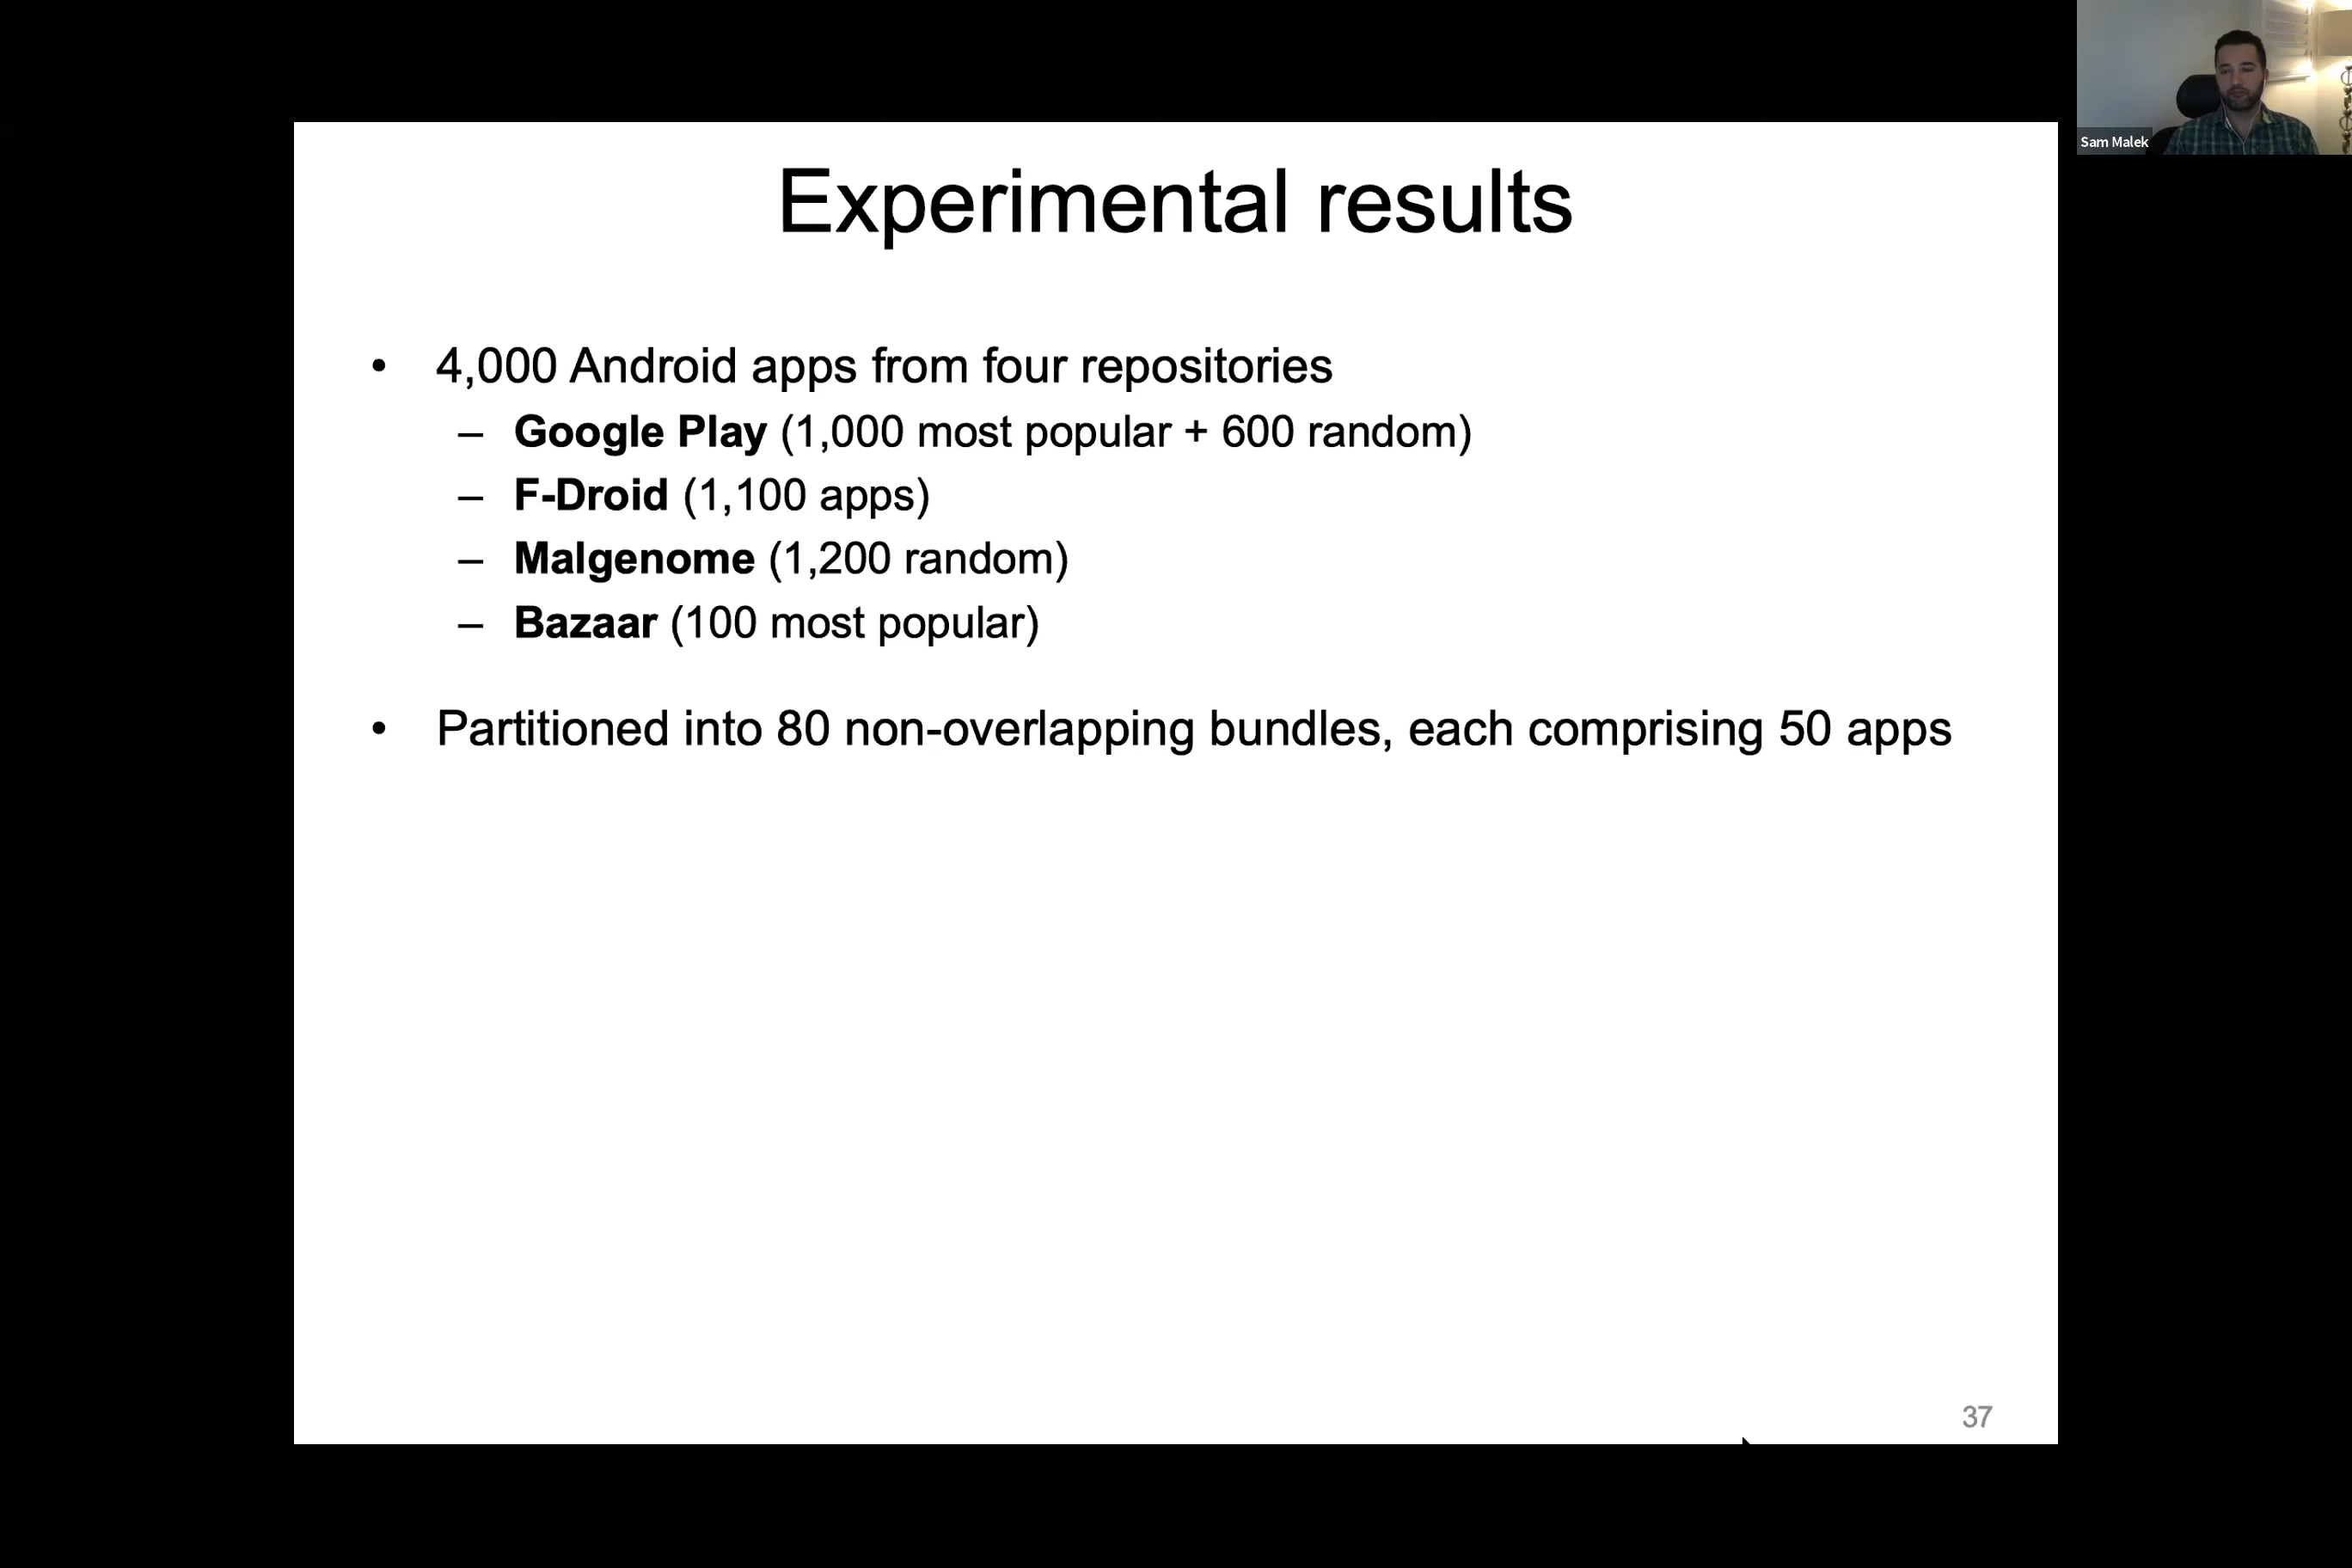 Sam Malek
Experimental results
• 4,000 Android apps from four repositories
– Google Play (1,000 most popular + 600 random)
– F-Droid (1,100 apps)
– Malgenome (1,200 random)
– Bazaar (100 most popular)
• Partitioned into 80 non-overlapping bundles, each comprising 50 apps
37